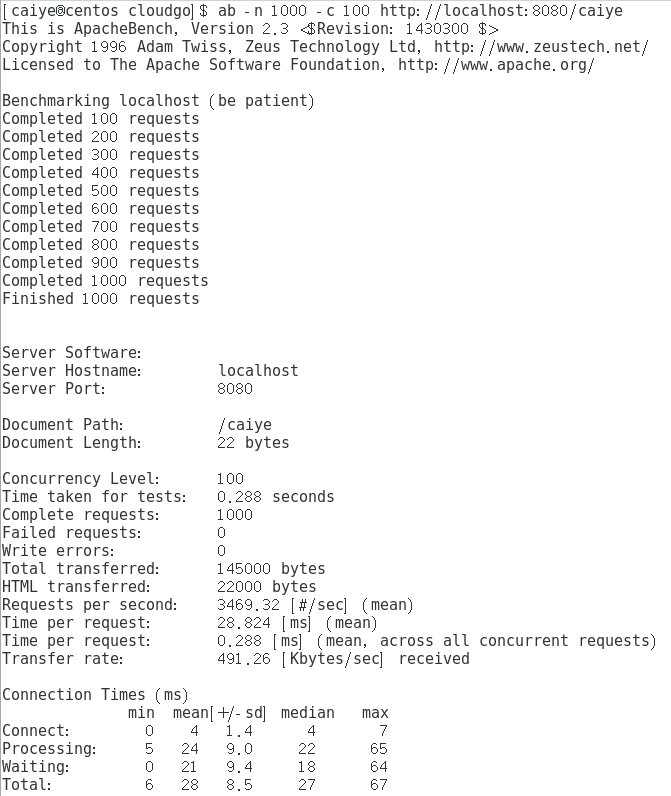 [caiye@centos cloudgo]$ ab -n 1000 -c 100 http://localhost:8080/caiye
This is ApacheBench, Version 2.3 <$Revision: 1430300 $>
Copyright 1996 Adam Twiss, Zeus Technology Ltd, http://www.zeustech.net/
Licensed to The Apache Software Foundation, http://www.apache.org/

Benchmarking localhost (be patient)
Completed 100 requests
Completed 200 requests
Completed 300 requests
Completed 400 requests
Completed 500 requests
Completed 600 requests
Completed 700 requests
Completed 800 requests
Completed 900 requests
Completed 1000 requests
Finished 1000 requests

Server Software:
Server Hostname:        localhost
Server Port:            8080

Document Path:          /caiye
Document Length:        22 bytes

Concurrency Level:      100
Time taken for tests:   0.288 seconds
Complete requests:      1000
Failed requests:        0
Write errors:           0
Total transferred:      145000 bytes
HTML transferred:       22000 bytes
Requests per second:    3469.32 [#/sec] (mean)
Time per request:       28.824 [ms] (mean)
Time per request:       0.288 [ms] (mean, across all concurrent requests)
Transfer rate:          491.26 [Kbytes/sec] received

Connection Times (ms)
              min  mean[+/-sd] median   max
Connect:        0    4   1.4      4       7
Processing:     5   24   9.0     22      65
Waiting:        0   21   9.4     18      64
Total:          6   28   8.5     27      67